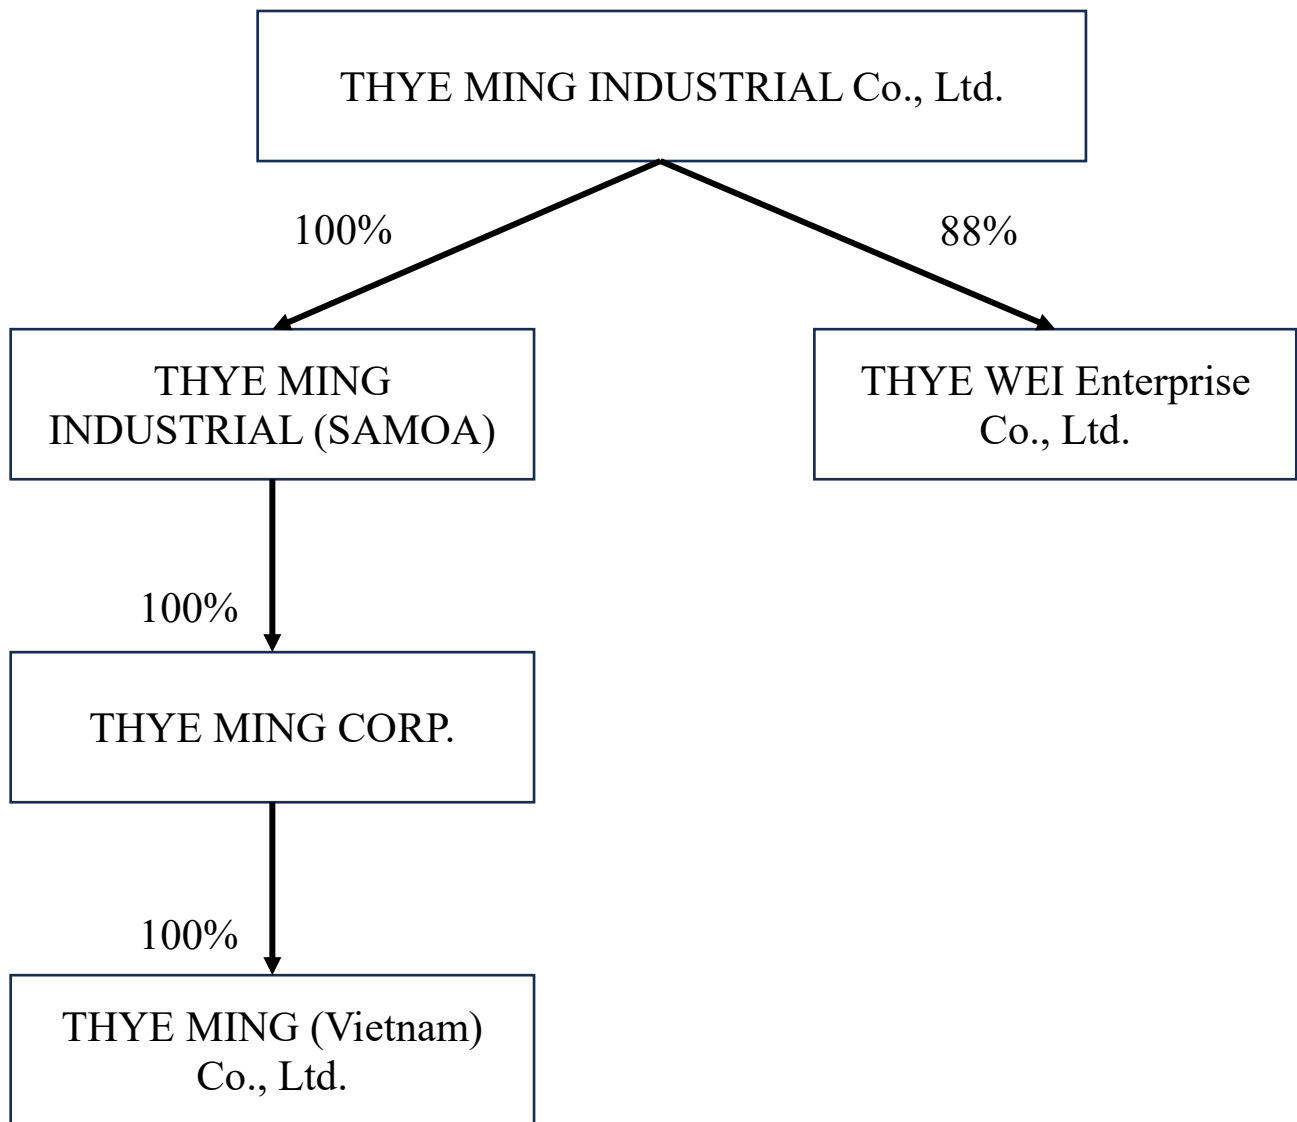 THYE MING INDUSTRIAL Co., Ltd.
100%
88%
THYE MING
INDUSTRIAL (SAMOA)
THYE WEI Enterprise
Co., Ltd.
100%
THYE MING CORP.
100%
THYE MING (Vietnam)
Co., Ltd.